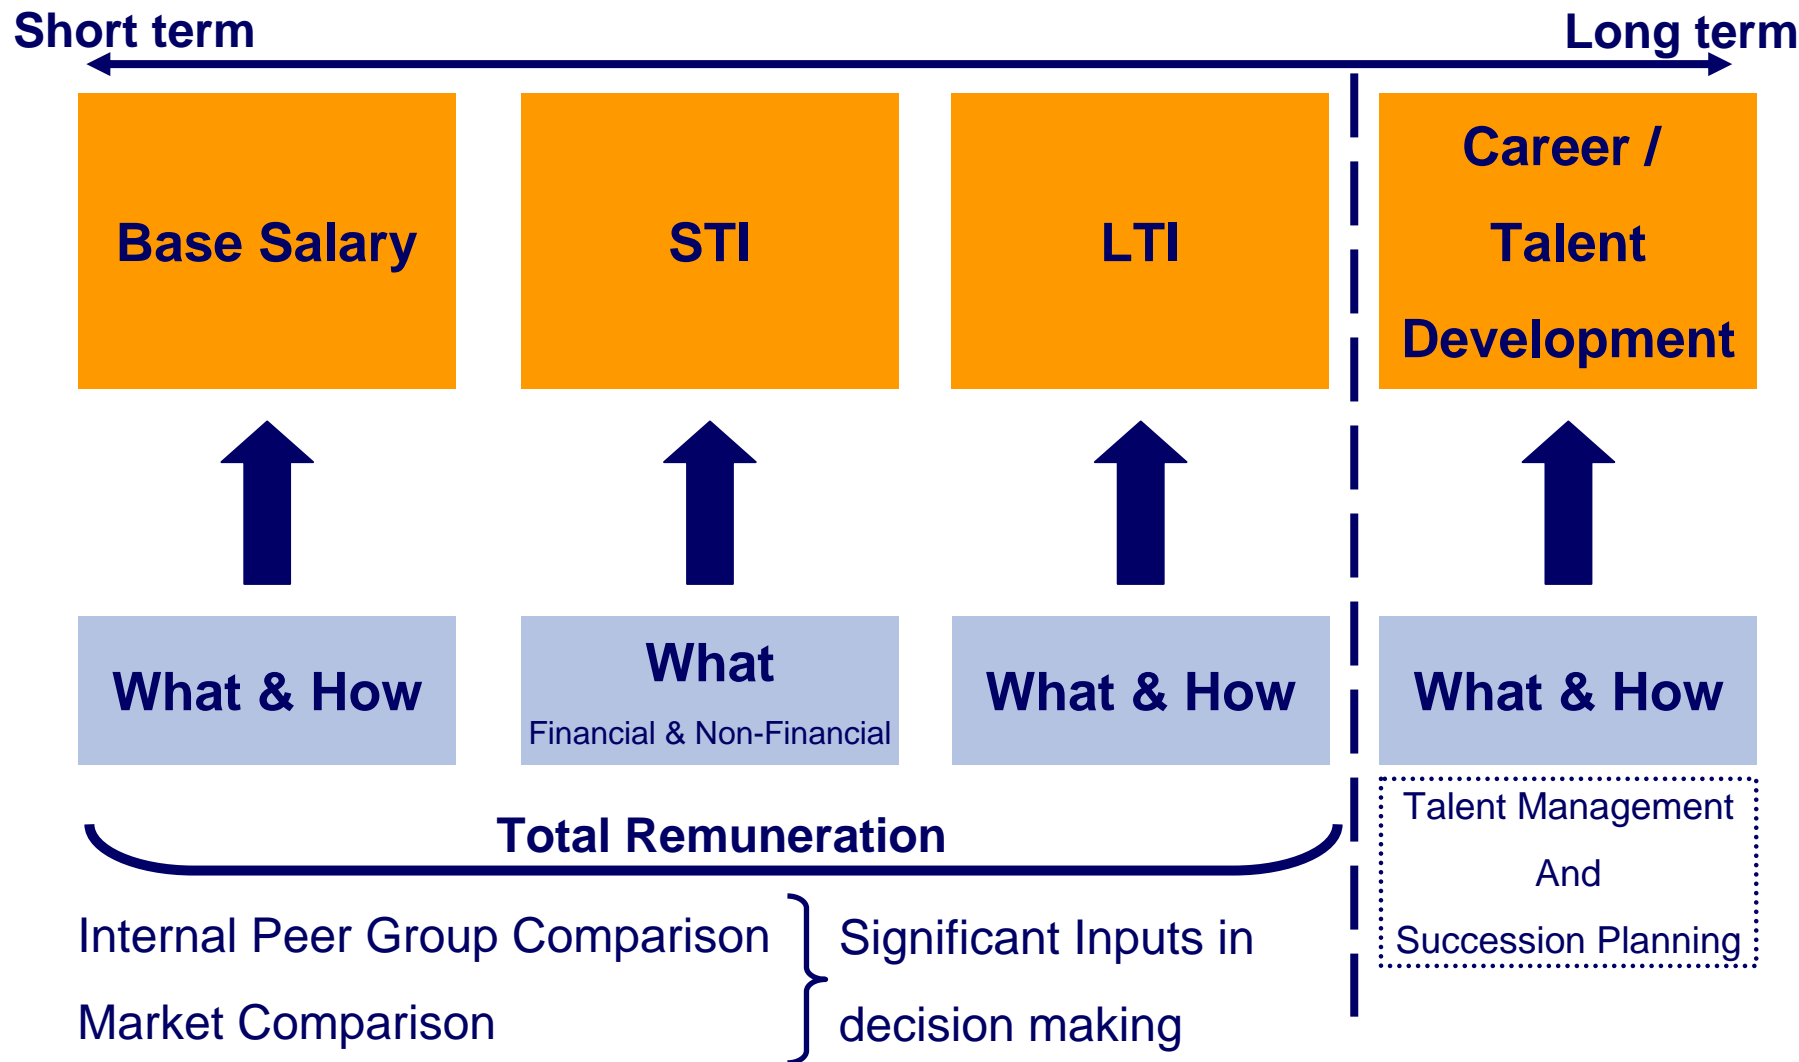 Short term
Long term
Base Salary
STI
LTI
Career /
Talent
Development
What & How
What
Financial & Non-Financial
What & How
What & How
Total Remuneration
Talent Management
And
Succession Planning
Internal Peer Group Comparison
Market Comparison
Significant Inputs in
decision making